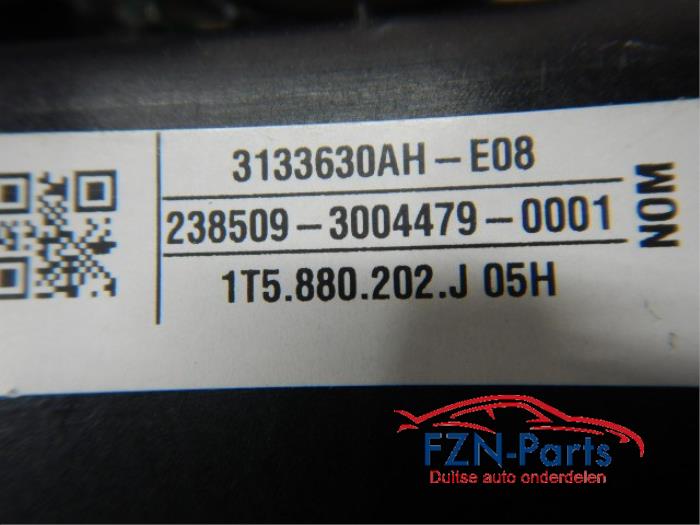 3133630AH-E08
238509-3004479-0001
1T5.880.202.J 05H
NOM
FZN-Parts
Duitse auto onderdelen